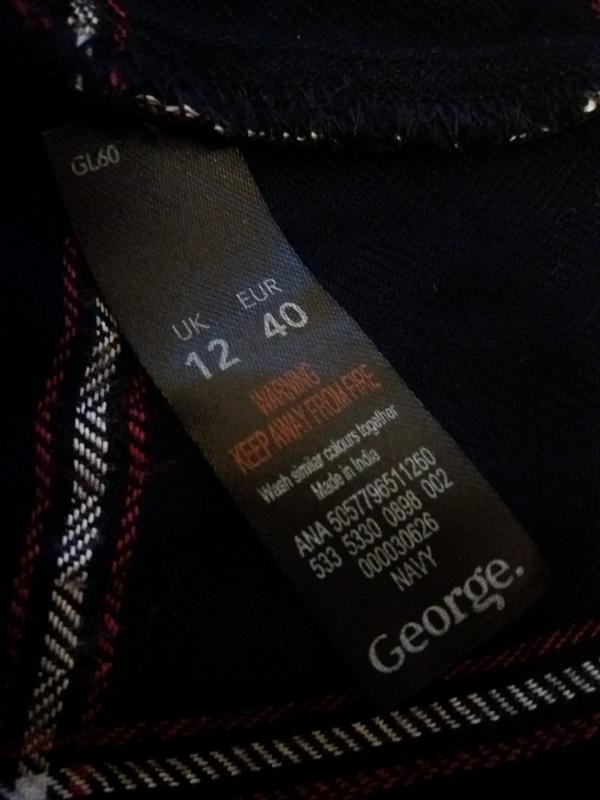 GL60
UK EUR
12 40
WARNING
KEEP AWAY FROM FIRE
Wash similar colours together
Made in India
ANA 5057796511260
533 5330 0898 002
000030626
NAVY
George.